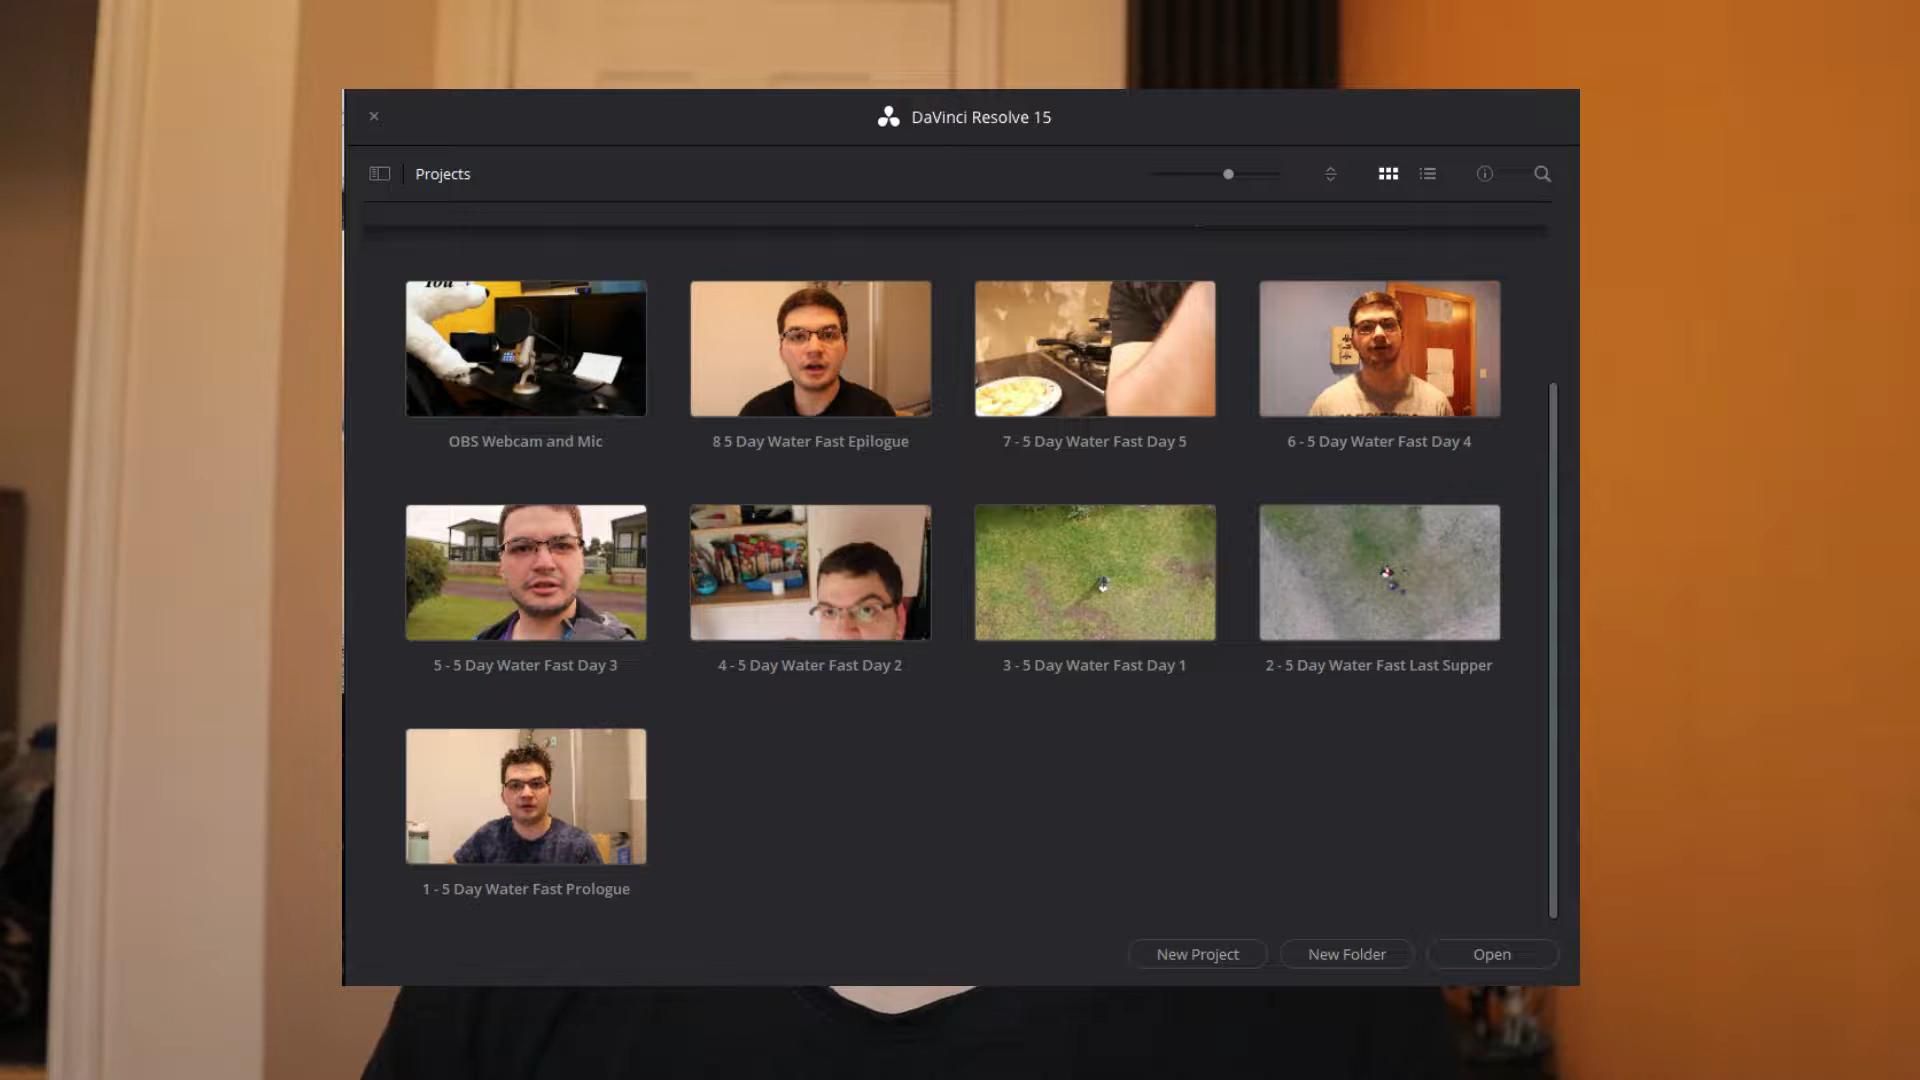 DaVinci Resolve 15
Projects
You
OBS Webcam and Mic
8 5 Day Water Fast Epilogue
7 - 5 Day Water Fast Day 5
6 - 5 Day Water Fast Day 4
5 - 5 Day Water Fast Day 3
4 - 5 Day Water Fast Day 2
3 - 5 Day Water Fast Day 1
2 - 5 Day Water Fast Last Supper
1 - 5 Day Water Fast Prologue
New Project
New Folder
Open